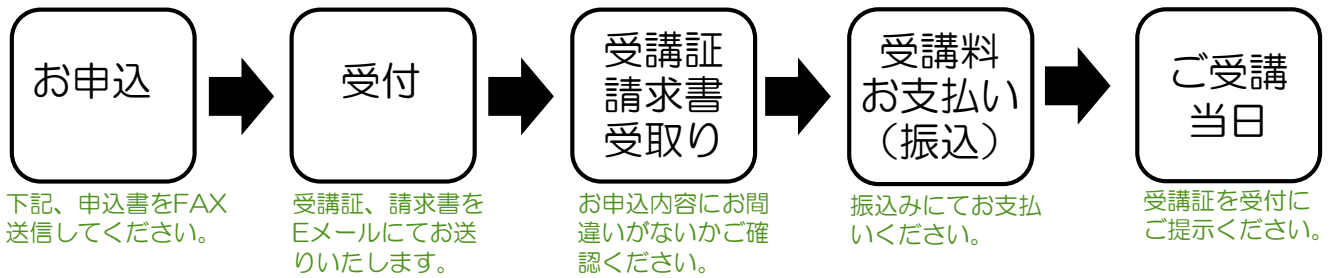 お申込
下記、申込書をFAX
送信してください。
受付
受講証、請求書を
Eメールにてお送
りいたします。
受講証
請求書
受取り
お申込内容にお間
違いがないかご確
認ください。
受講料
お支払い
（振込）
振込みにてお支払
いください。
ご受講
当日
受講証を受付に
ご提示ください。